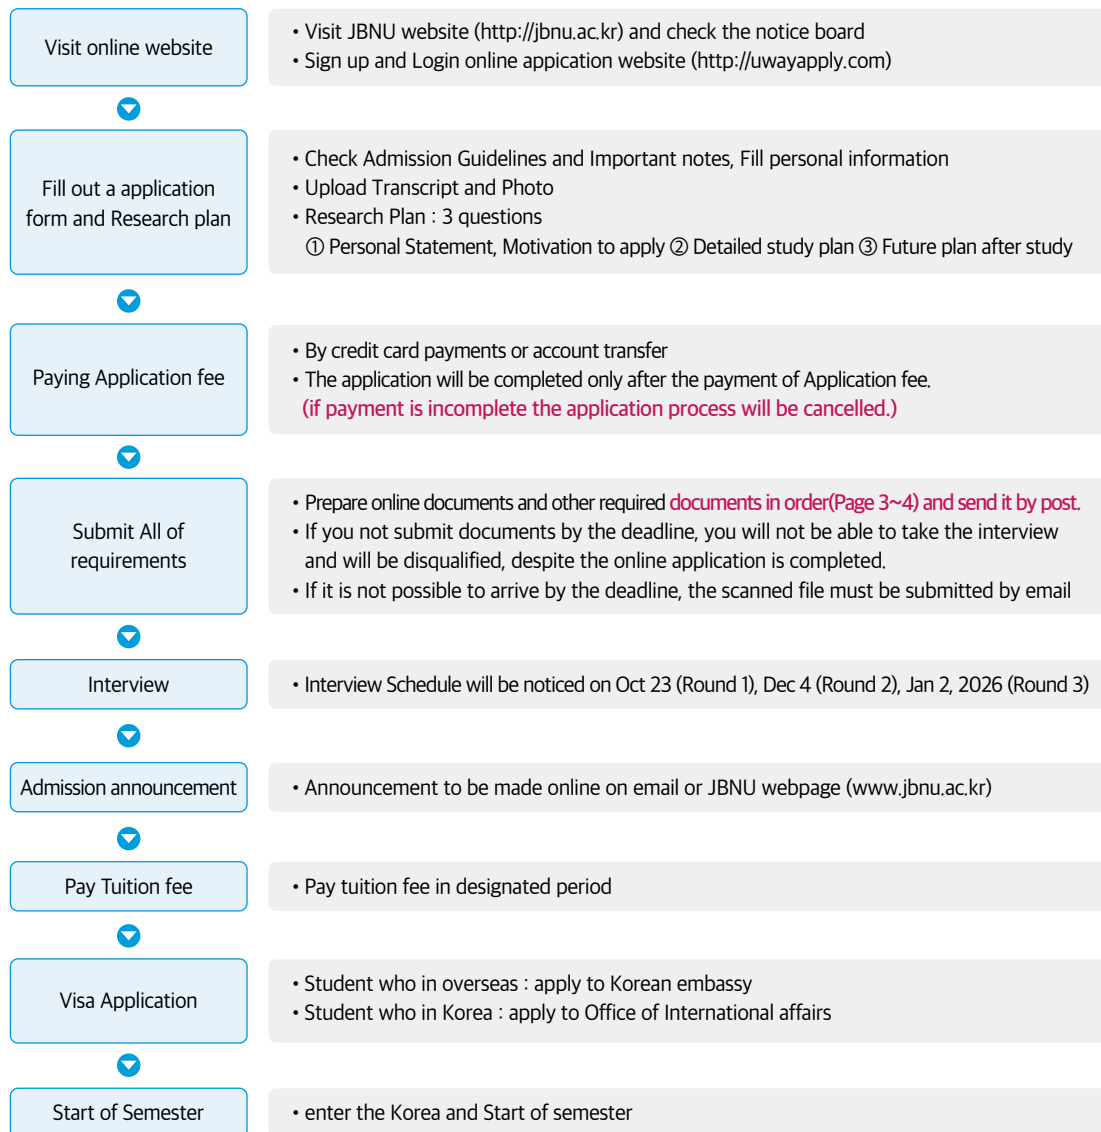 Visit online website
• Visit JBNU website (http://jbnu.ac.kr) and check the notice board
• Sign up and Login online appication website (http://uwayapply.com)
Fill out a application
form and Research plan
• Check Admission Guidelines and Important notes, Fill personal information
• Upload Transcript and Photo
• Research Plan : 3 questions
① Personal Statement, Motivation to apply ② Detailed study plan ③ Future plan after study
Paying Application fee
• By credit card payments or account transfer
• The application will be completed only after the payment of Application fee.
(if payment is incomplete the application process will be cancelled.)
Submit All of
requirements
• Prepare online documents and other required documents in order(Page 3~4) and send it by post.
• If you not submit documents by the deadline, you will not be able to take the interview
and will be disqualified, despite the online application is completed.
• If it is not possible to arrive by the deadline, the scanned file must be submitted by email
Interview
• Interview Schedule will be noticed on Oct 23 (Round 1), Dec 4 (Round 2), Jan 2, 2026 (Round 3)
Admission announcement
• Announcement to be made online on email or JBNU webpage (www.jbnu.ac.kr)
Pay Tuition fee
• Pay tuition fee in designated period
Visa Application
• Student who in overseas : apply to Korean embassy
• Student who in Korea : apply to Office of International affairs
Start of Semester
• enter the Korea and Start of semester